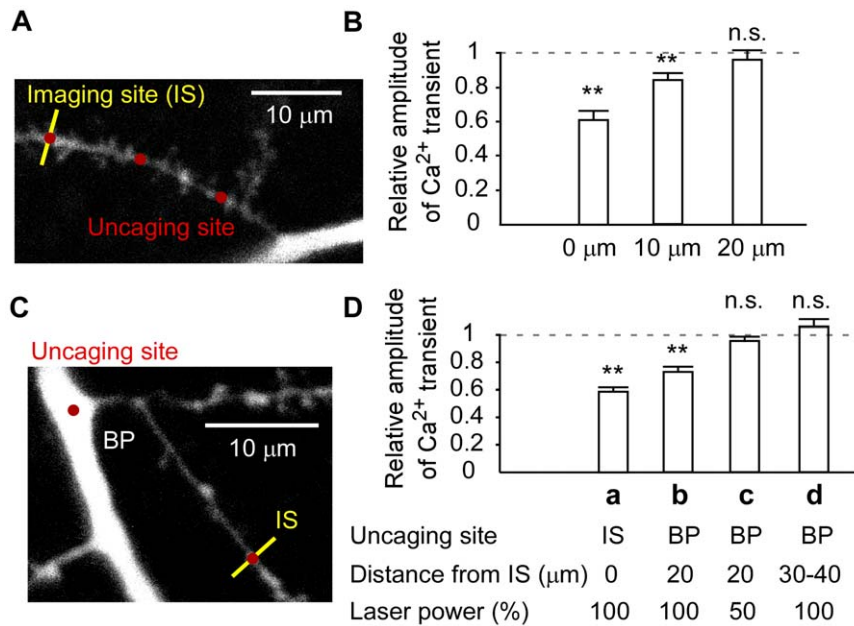 A
Imaging site (IS)
10 μm
Uncaging site
B
Relative amplitude
of Ca2+ transient
1
0.8
0.6
0.4
0.2
0
**
**
n.s.
0 μm
10 μm
20 μm
C
Uncaging site
BP
10 μm
IS
D
Relative amplitude
of Ca2+ transient
1
0.8
0.6
0.4
0.2
0
**
**
n.s.
n.s.
a b c d
Uncaging site IS BP BP BP
Distance from IS (μm) 0 20 20 30-40
Laser power (%) 100 100 50 100